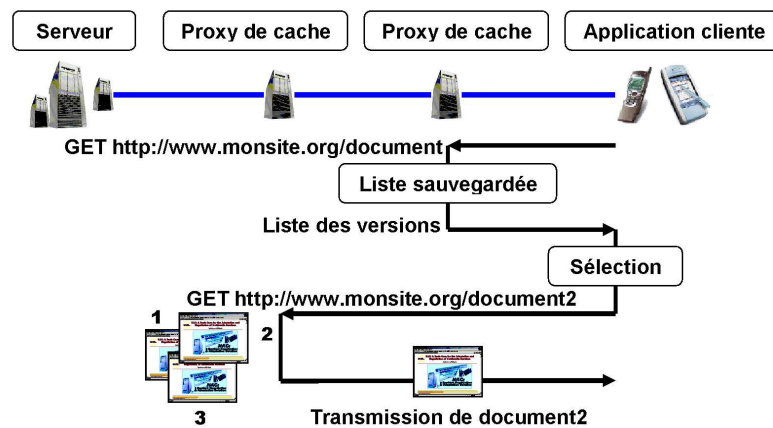 Serveur
Proxy de cache
Proxy de cache
Application cliente
GET http://www.monsite.org/document
Liste sauvegardée
Liste des versions
Sélection
GET http://www.monsite.org/document2
1
2
3
Transmission de document2